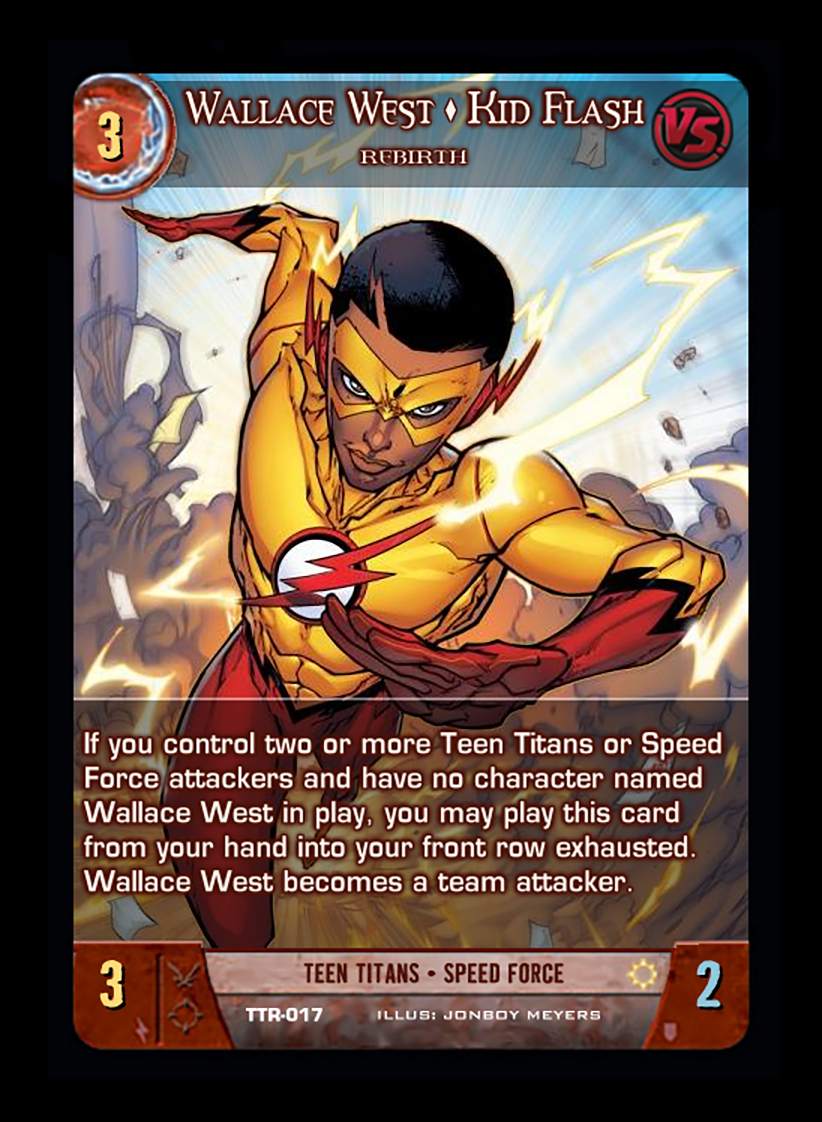 3
Wallace West ♦ Kid Flash
VS.
REBIRTH
If you control two or more Teen Titans or Speed
Force attackers and have no character named
Wallace West in play, you may play this card
from your hand into your front row exhausted.
Wallace West becomes a team attacker.
3
TEEN TITANS • SPEED FORCE
2
TTR-017 ILLUS: JONBOY MEYERS